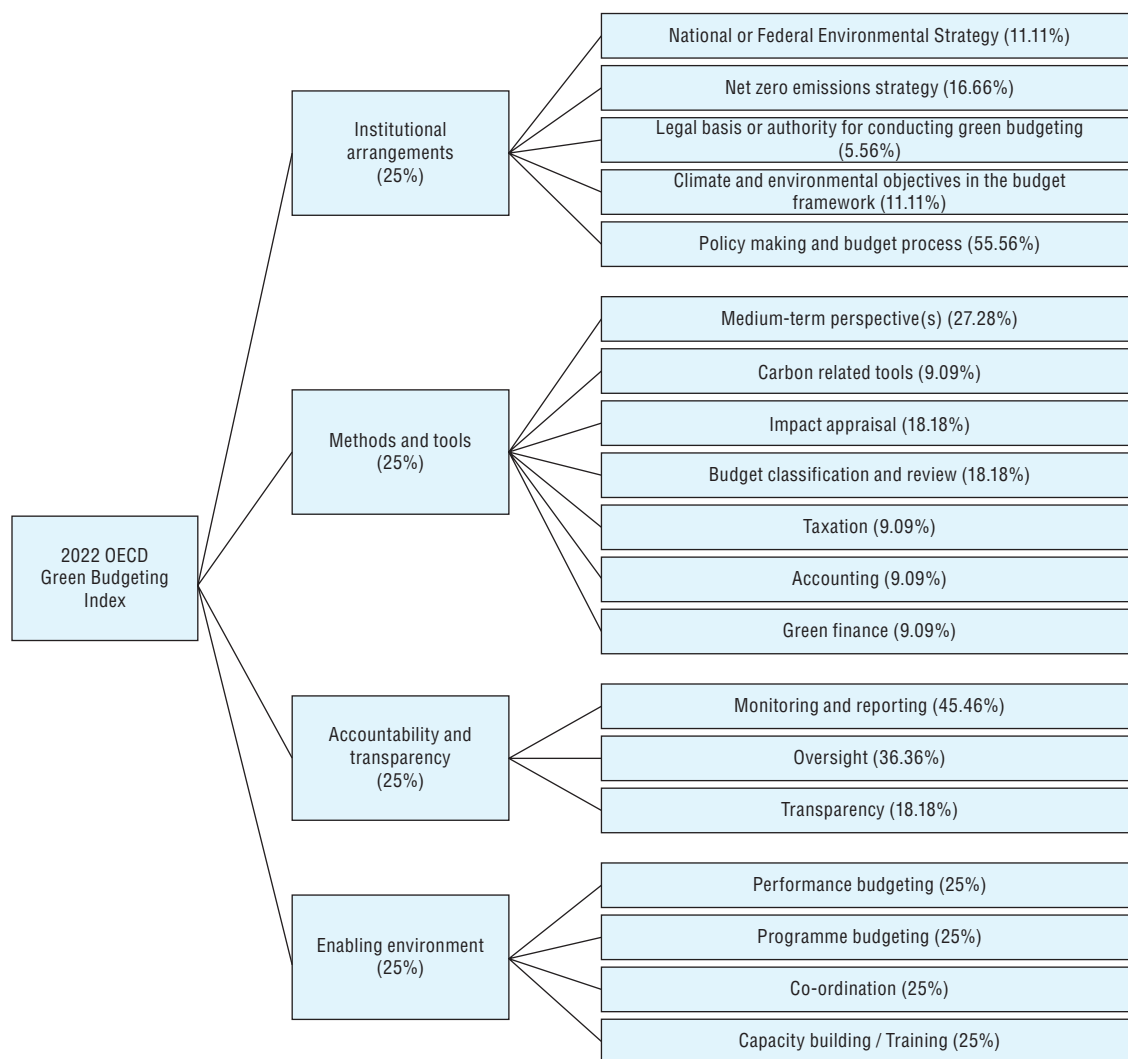 2022 OECD
Green Budgeting
Index
Institutional
arrangements
(25%)
National or Federal Environmental Strategy (11.11%)
Net zero emissions strategy (16.66%)
Legal basis or authority for conducting green budgeting
(5.56%)
Climate and environmental objectives in the budget
framework (11.11%)
Policy making and budget process (55.56%)
Methods and tools
(25%)
Medium-term perspective(s) (27.28%)
Carbon related tools (9.09%)
Impact appraisal (18.18%)
Budget classification and review (18.18%)
Taxation (9.09%)
Accounting (9.09%)
Green finance (9.09%)
Accountability and
transparency
(25%)
Monitoring and reporting (45.46%)
Oversight (36.36%)
Transparency (18.18%)
Enabling environment
(25%)
Performance budgeting (25%)
Programme budgeting (25%)
Co-ordination (25%)
Capacity building / Training (25%)